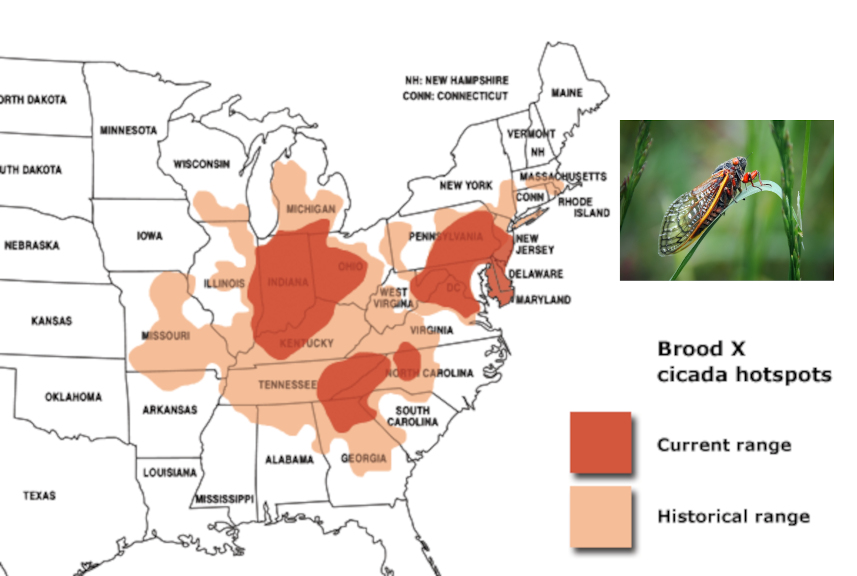 NH: NEW HAMPSHIRE
CONN: CONNECTICUT
MAINE
ORTH DAKOTA
MINNESOTA
VERMONT
NH
WISCONSIN
UTH DAKOTA
MASSACHUSETTS
NEW YORK
CONN
RHODE
ISLAND
MICHIGAN
IOWA
PENNSYLVANIA
NEW
JERSEY
NEBRASKA
OHIO
DELAWARE
ILLINOIS
INDIANA
DC
WEST
VIRGINIA
MARYLAND
KANSAS
MISSOURI
KENTUCKY
VIRGINIA
Brood X
cicada hotspots
TENNESSEE
NORTH CAROLINA
OKLAHOMA
ARKANSAS
SOUTH
CAROLINA
Current range
ALABAMA
GEORGIA
LOUISIANA
TEXAS
MISSISSIPPI
Historical range